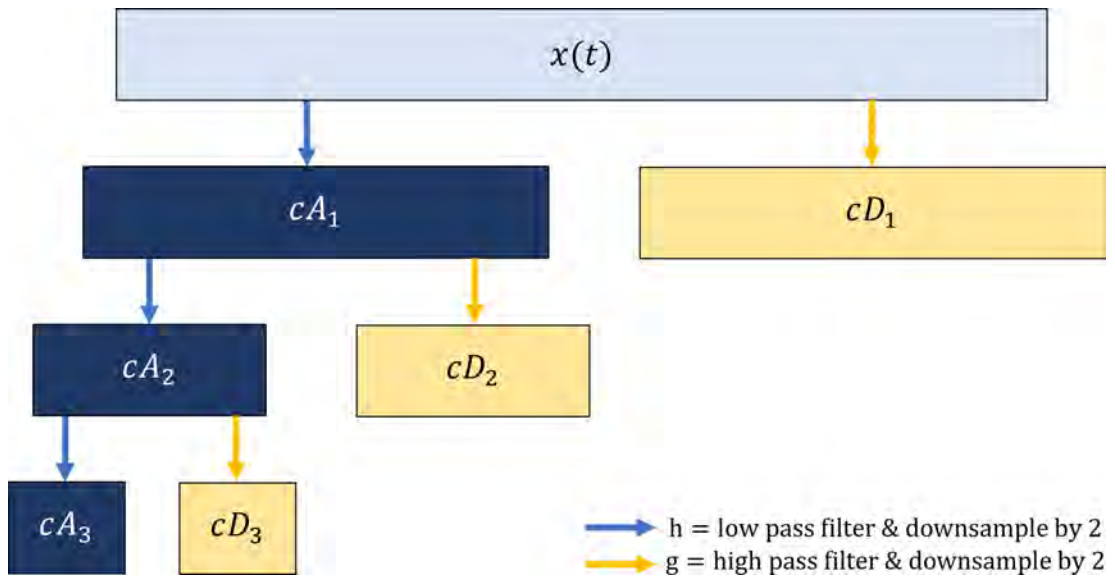 x(t)
cA₁
cD₁
cA₂
cD₂
cA₃
cD₃
h = low pass filter & downsample by 2
g = high pass filter & downsample by 2